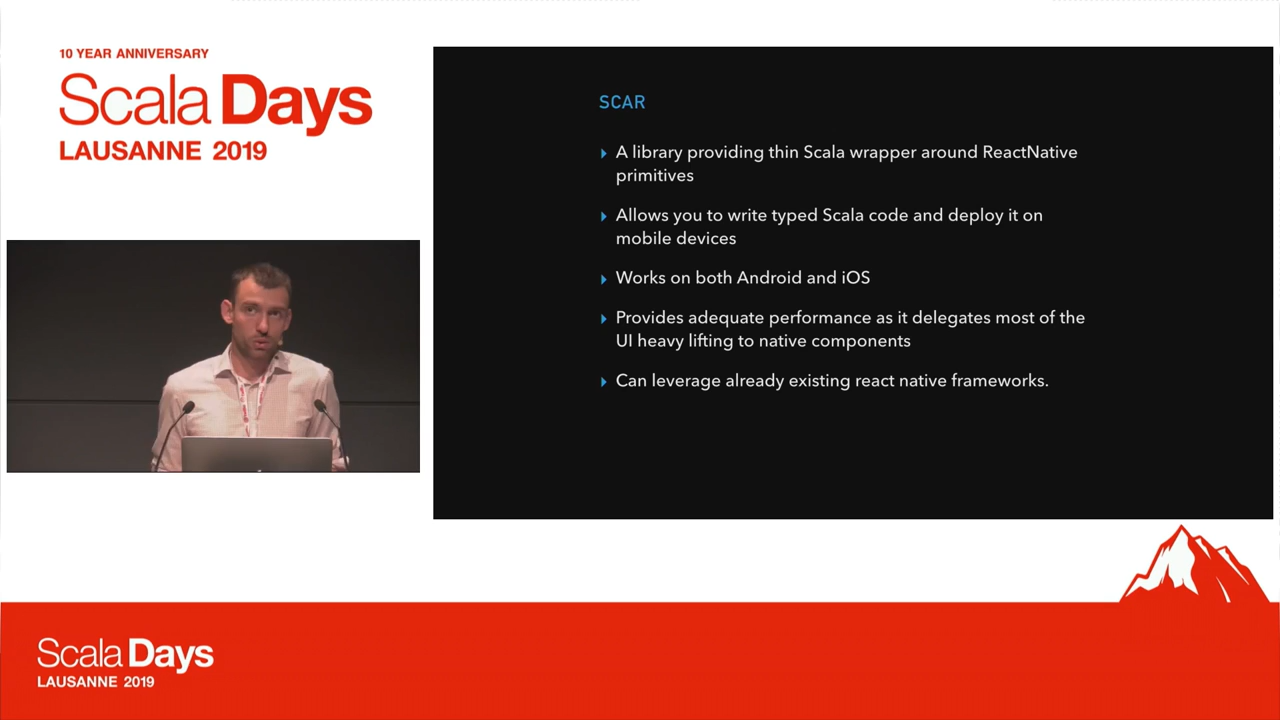 10 YEAR ANNIVERSARY
Scala Days
LAUSANNE 2019
SCAR
A library providing thin Scala wrapper around ReactNative
primitives
Allows you to write typed Scala code and deploy it on
mobile devices
Works on both Android and iOS
Provides adequate performance as it delegates most of the
UI heavy lifting to native components
Can leverage already existing react native frameworks.
Scala Days
LAUSANNE 2019